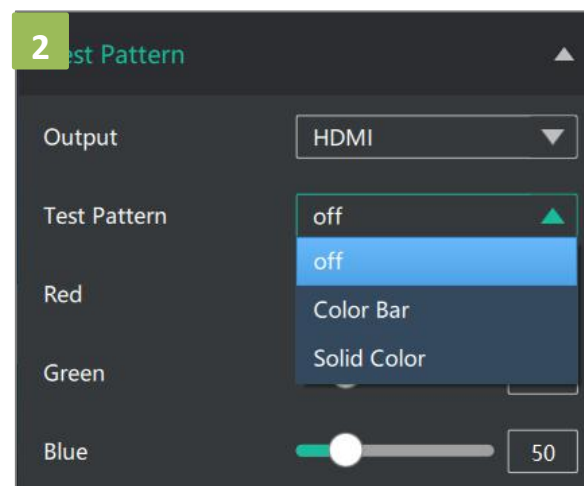 2
est Pattern
Output HDMI
Test Pattern off
off
Red
Color Bar
Solid Color
Green
Blue 50